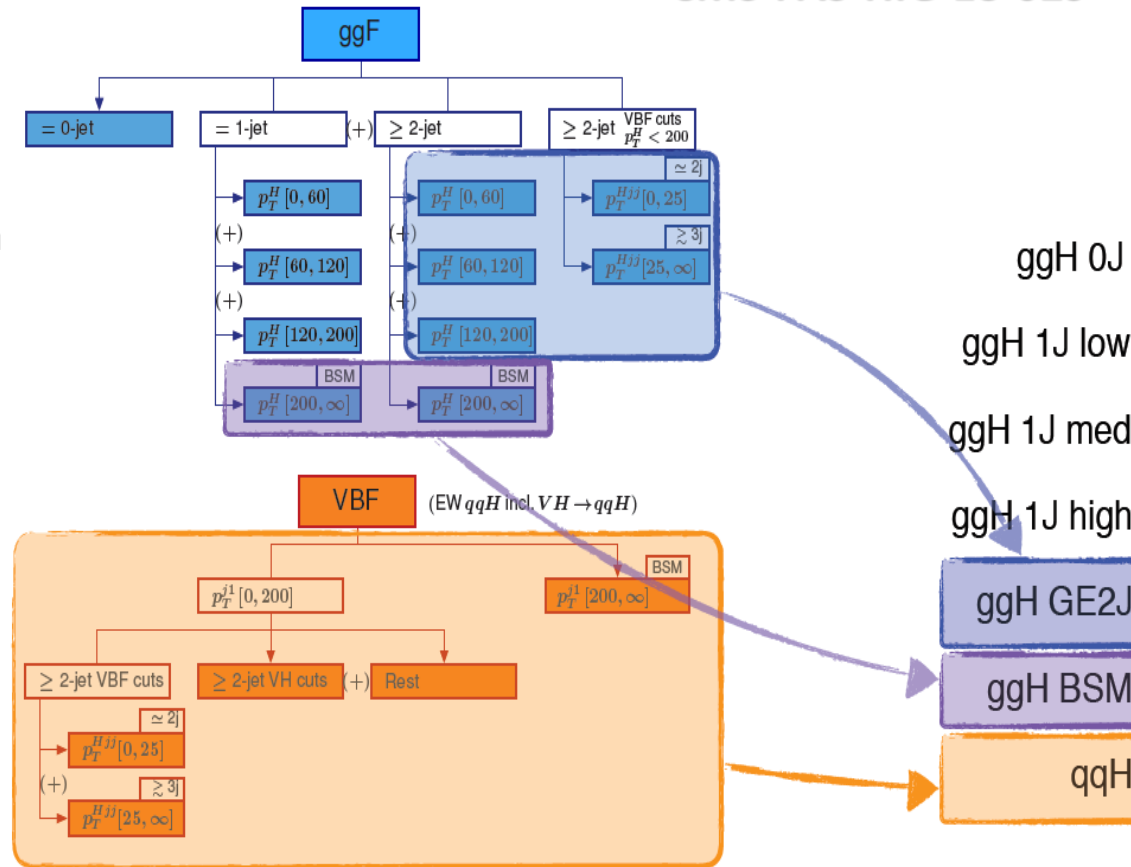 ggF
= 0-jet
= 1-jet
(+)
≥ 2-jet
≥ 2-jet VBF cuts p_T^H < 200
≃ 2j
p_T^H [0, 60]
p_T^H [0, 60]
p_T^{Hjj} [0, 25]
(+)
(+)
≳ 3j
p_T^H [60, 120]
p_T^H [60, 120]
p_T^{Hjj} [25, ∞]
(+)
(+)
p_T^H [120, 200]
p_T^H [120, 200]
BSM
BSM
p_T^H [200, ∞]
p_T^H [200, ∞]
ggH 0J
ggH 1J low
ggH 1J med
ggH 1J high
ggH GE2J
ggH BSM
qqH
VBF
(EW qqH incl. VH → qqH)
BSM
p_T^{j1} [0, 200]
p_T^{j1} [200, ∞]
≥ 2-jet VBF cuts
≥ 2-jet VH cuts
(+)
Rest
≃ 2j
p_T^{Hjj} [0, 25]
(+)
≳ 3j
p_T^{Hjj} [25, ∞]